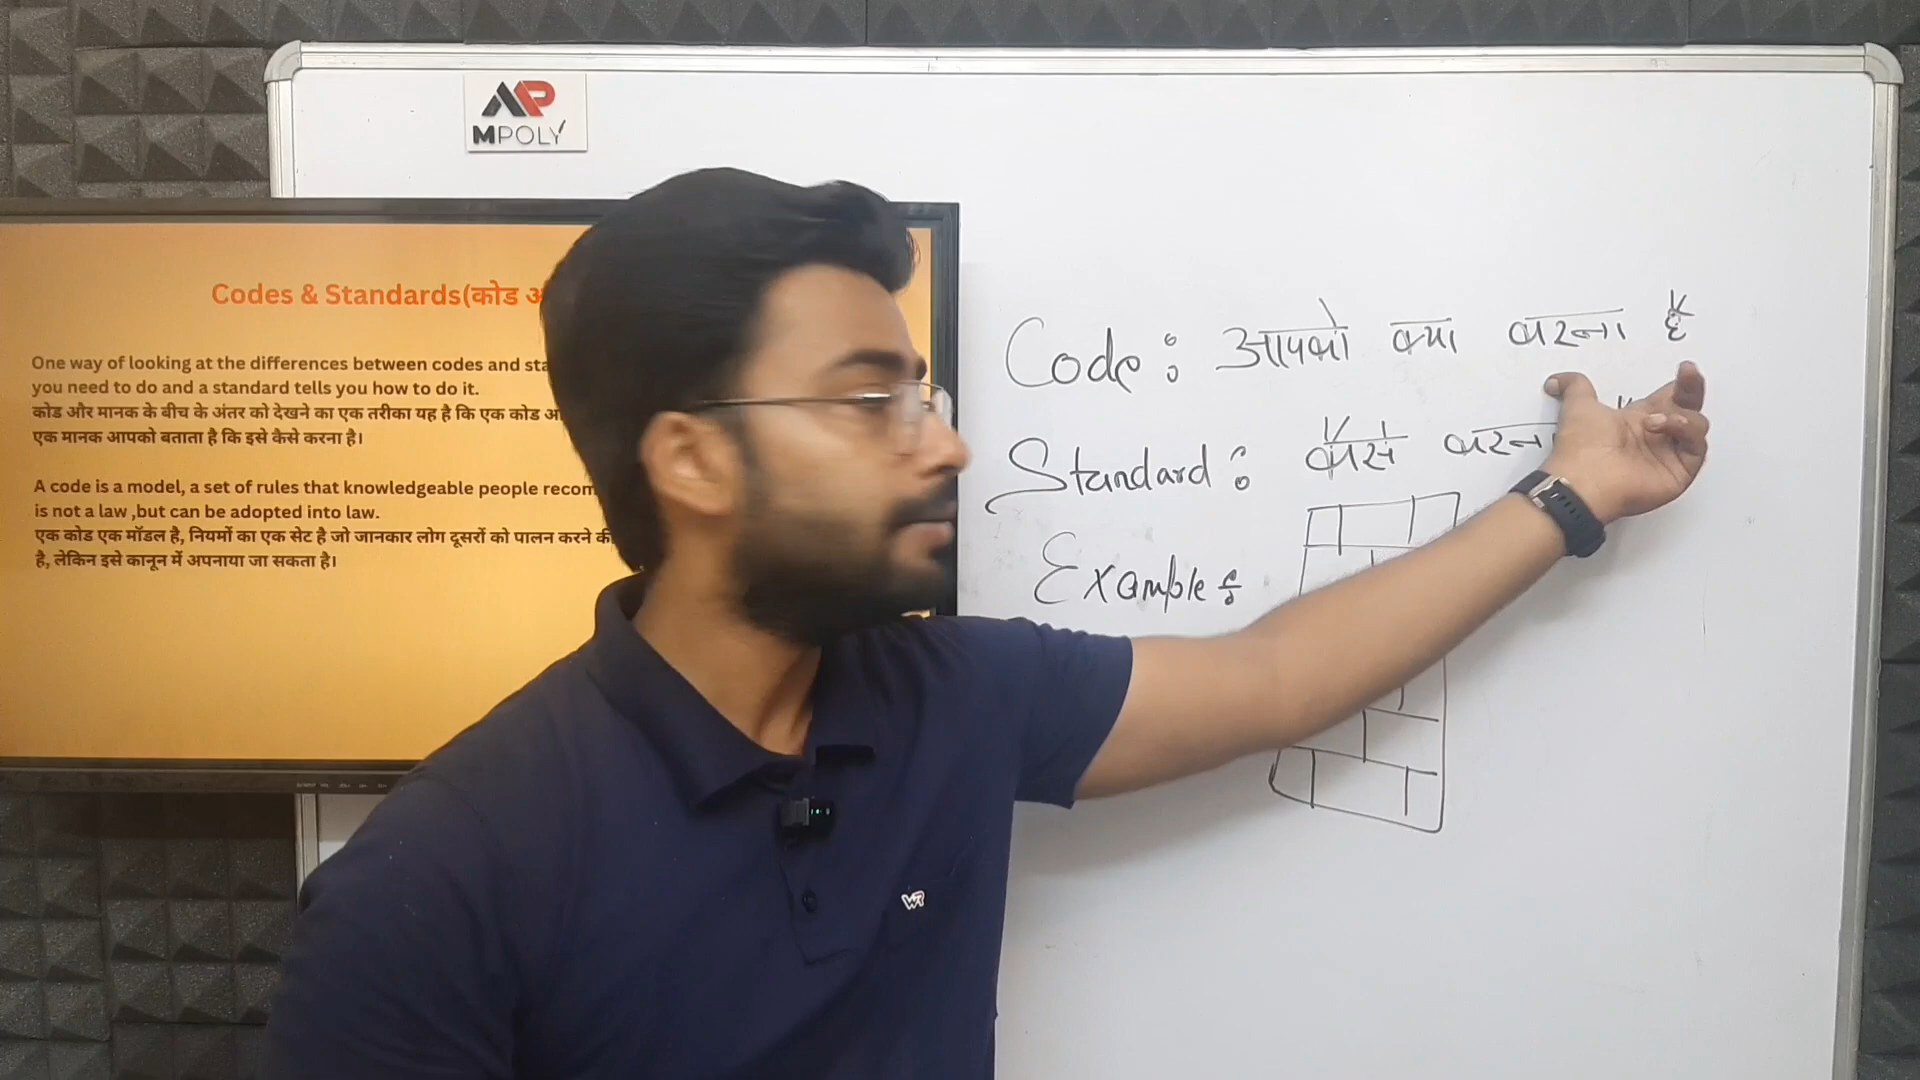 AP
MPOLY
Codes & Standards(कोड
One way of looking at the differences between codes and
you need to do and a standard tells you how to do it.
कोड और मानक के बीच के अंतर को देखने का एक तरीका यह है कि एक कोड
एक मानक आपको बताता है कि इसे कैसे करना है।
A code is a model, a set of rules that knowledgeable people
is not a law ,but can be adopted into law.
एक कोड एक मॉडल है, नियमों का एक सेट है जो जानकार लोग दूसरों को पालन करने की
है, लेकिन इसे कानून में अपनाया जा सकता है।
Code: आपको क्या करना है
Standard: कैसे करना
Example:
WR